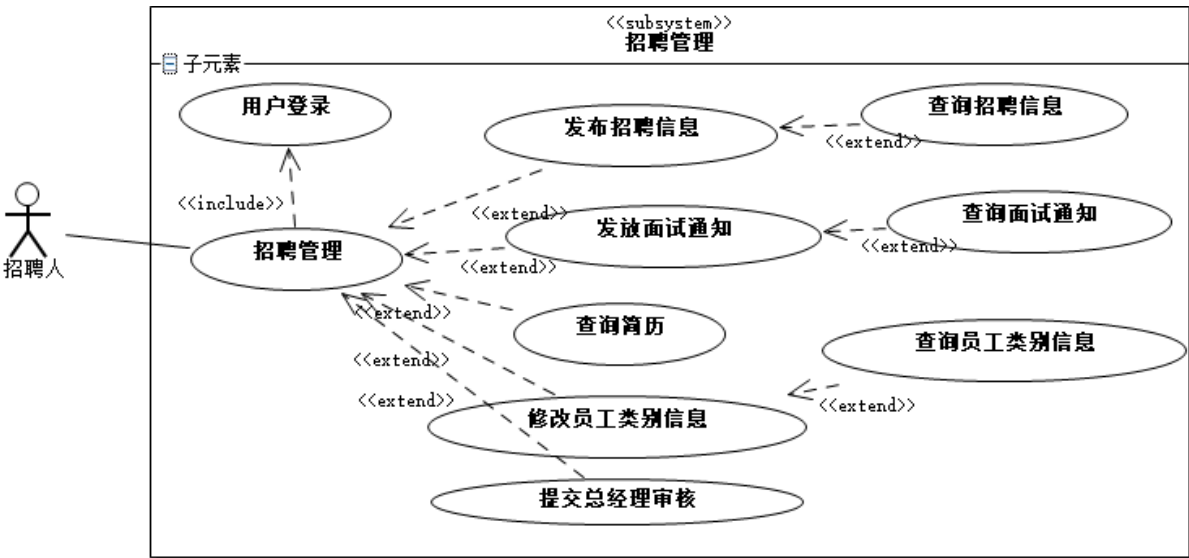 <<subsystem>>
招聘管理
子元素
用户登录
发布招聘信息
查询招聘信息
<<extend>>
<<include>>
<<extend>>
发放面试通知
查询面试通知
<<extend>>
招聘管理
<<extend>>
招聘人
<<extend>>
查询简历
查询员工类别信息
<<extend>>
<<extend>>
<<extend>>
修改员工类别信息
提交总经理审核